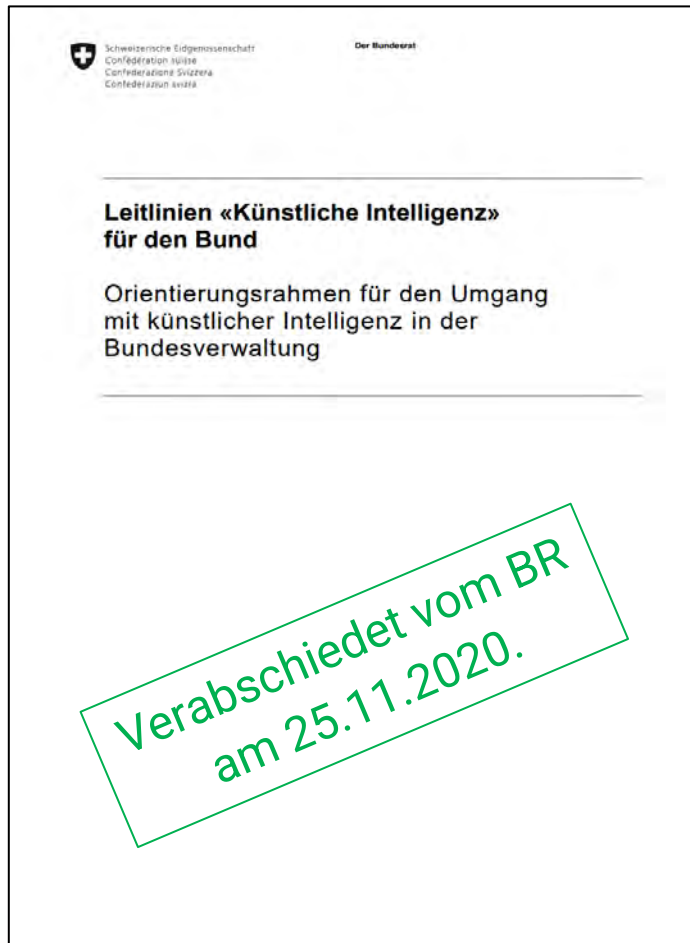 Schweizerische Eidgenossenschaft
Confédération suisse
Confederazione Svizzera
Confederaziun svizra
Der Bundesrat
Leitlinien «Künstliche Intelligenz»
für den Bund
Orientierungsrahmen für den Umgang
mit künstlicher Intelligenz in der
Bundesverwaltung
Verabschiedet vom BR
am 25.11.2020.